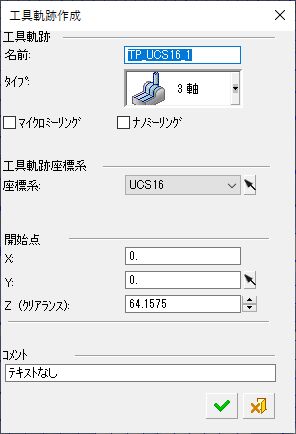 工具軌跡作成
工具軌跡
名前: TP_UCS16_1
ﾀｲﾌﾟ: 3 軸
ﾏｲｸﾛﾐｰﾘﾝｸﾞ ﾅﾉﾐｰﾘﾝｸﾞ
工具軌跡座標系
座標系: UCS16
開始点
X: 0.
Y: 0.
Z (ｸﾘｱﾗﾝｽ): 64.1575
ｺﾒﾝﾄ
ﾃｷｽﾄなし